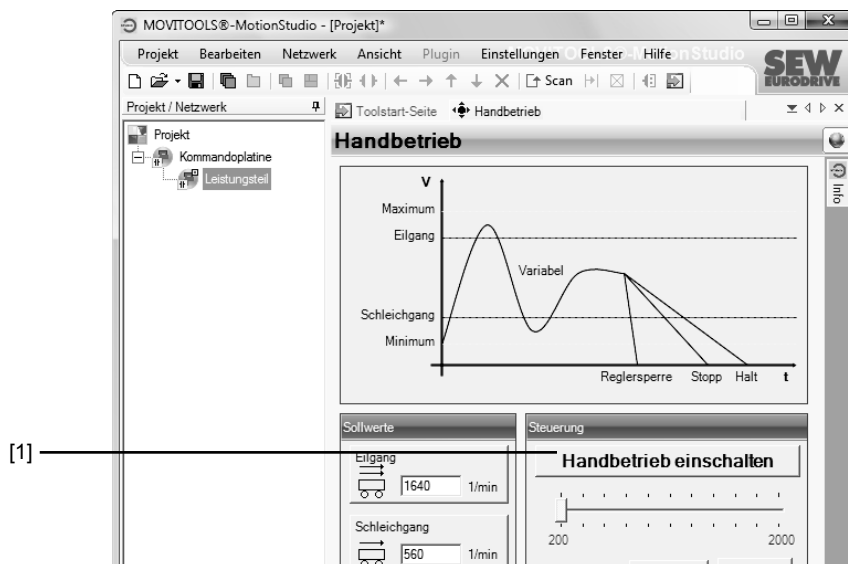 MOVITOOLS®-MotionStudio - [Projekt]*
Projekt Bearbeiten Netzwerk Ansicht Plugin Einstellungen Fenster Hilfe
SEW
EURODRIVE
Scan
Projekt / Netzwerk
Toolstart-Seite Handbetrieb
Projekt
Kommandoplatine
Leistungsteil
Handbetrieb
Info
V
Maximum
Eilgang
Variabel
Schleichgang
Minimum
Reglersperre Stopp Halt t
Sollwerte
Steuerung
[1]
Eilgang
1640 1/min
Handbetrieb einschalten
200 2000
Schleichgang
560 1/min